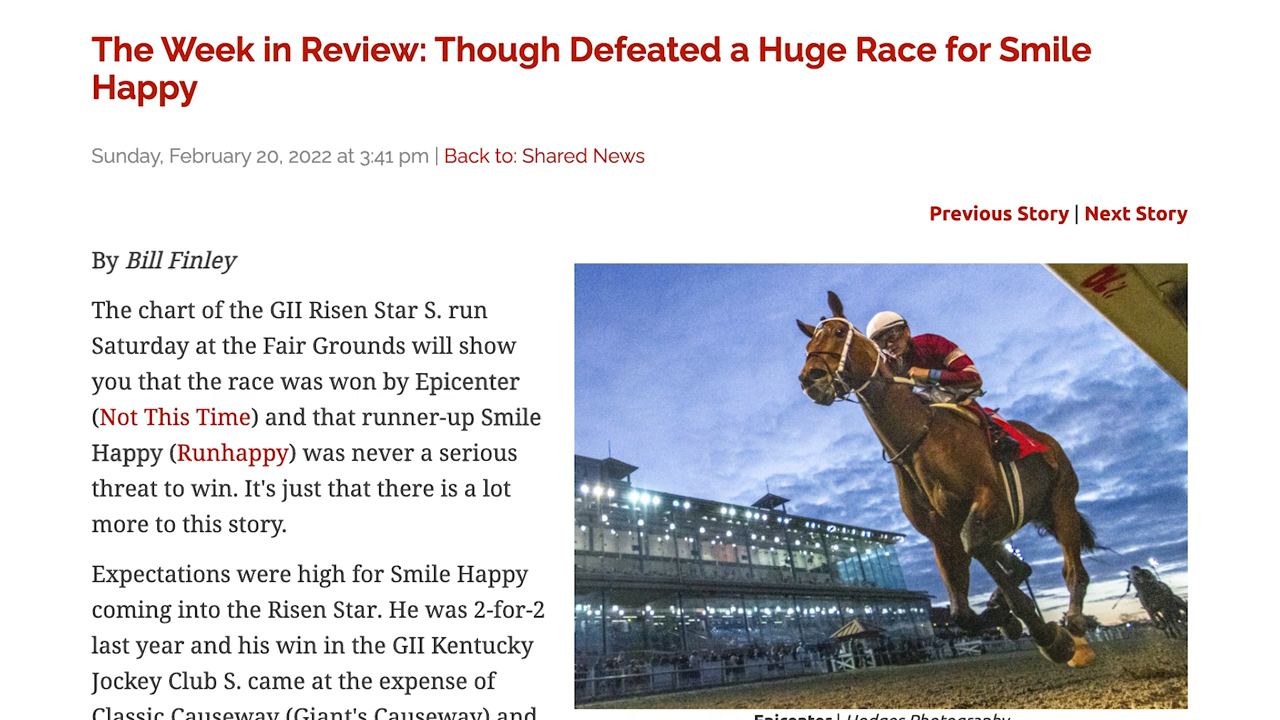 The Week in Review: Though Defeated a Huge Race for Smile
Happy
Sunday, February 20, 2022 at 3:41 pm | Back to: Shared News
Previous Story | Next Story
By Bill Finley
The chart of the GII Risen Star S. run
Saturday at the Fair Grounds will show
you that the race was won by Epicenter
(Not This Time) and that runner-up Smile
Happy (Runhappy) was never a serious
threat to win. It's just that there is a lot
more to this story.
Expectations were high for Smile Happy
coming into the Risen Star. He was 2-for-2
last year and his win in the GII Kentucky
Jockey Club S. came at the expense of
Classic Causeway (Giant's Causeway) and
Epicenter | Hodges Photography